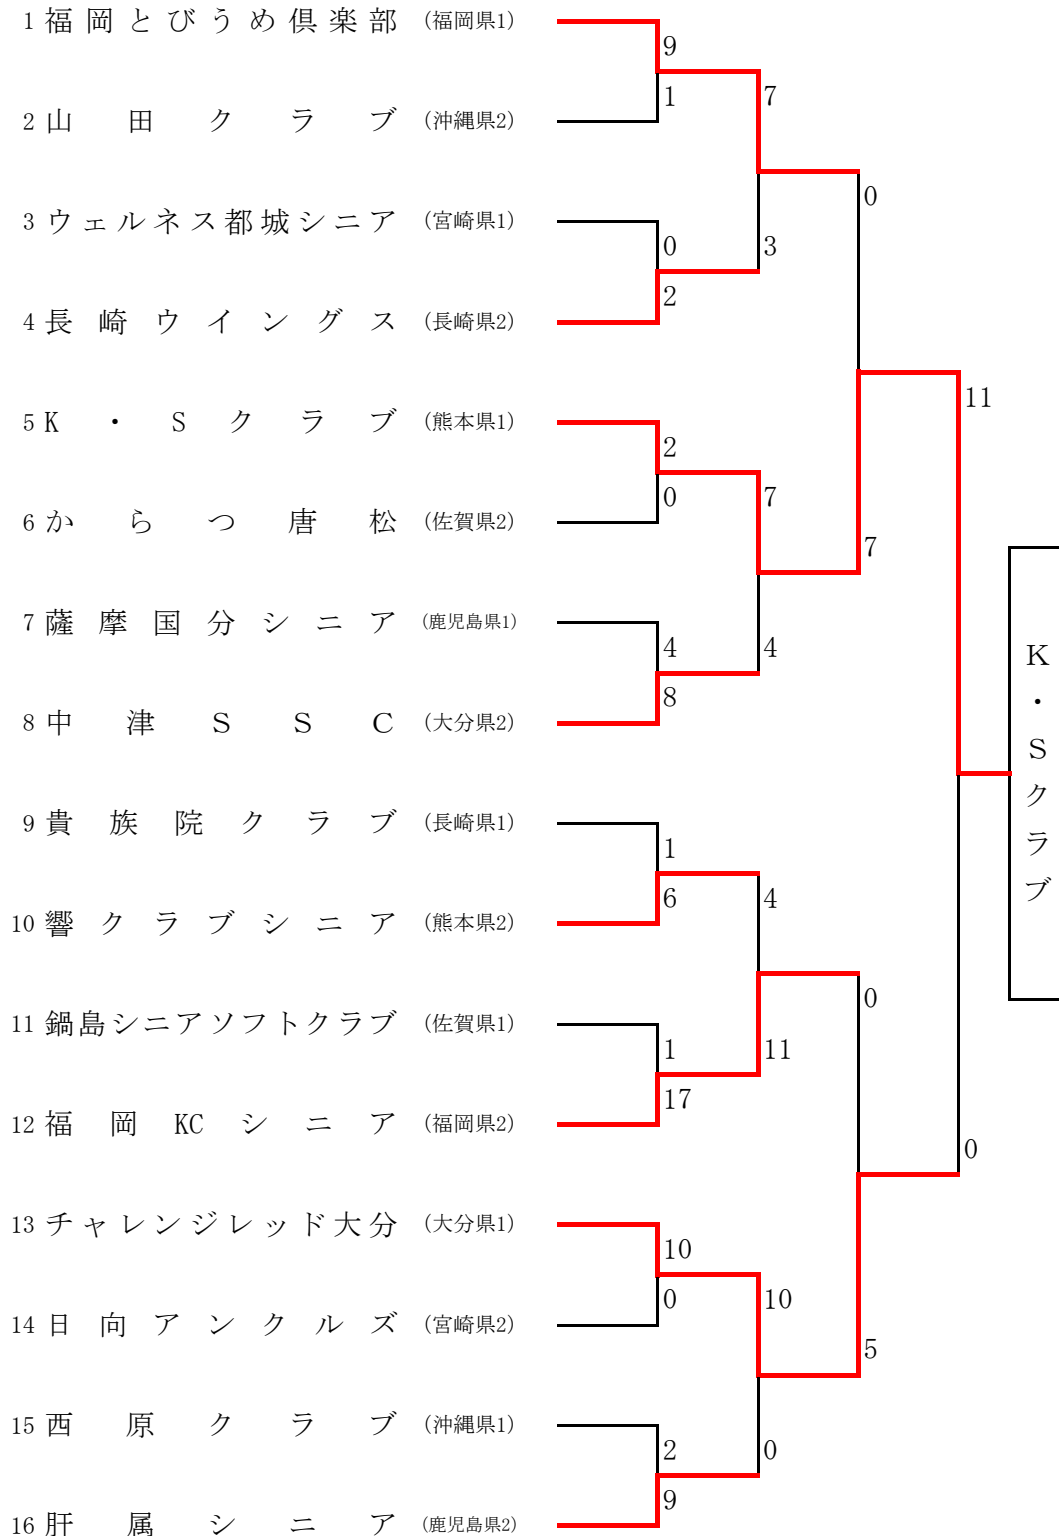 1 福岡とびうめ倶楽部 (福岡県1)
9
7
1
2 山田クラブ (沖縄県2)
0
3 ウェルネス都城シニア (宮崎県1)
0
3
2
4 長崎ウイングス (長崎県2)
11
5 K・Sクラブ (熊本県1)
2
7
0
6 からつ唐松 (佐賀県2)
7
7 薩摩国分シニア (鹿児島県1)
4
4
8
8 中津SSC (大分県2)
K・Sクラブ
9 貴族院クラブ (長崎県1)
1
4
6
10 響クラブシニア (熊本県2)
0
11 鍋島シニアソフトクラブ (佐賀県1)
1
11
17
12 福岡KCシニア (福岡県2)
0
13 チャレンジレッド大分 (大分県1)
10
10
0
14 日向アンクルズ (宮崎県2)
5
15 西原クラブ (沖縄県1)
2
0
9
16 肝属シニア (鹿児島県2)